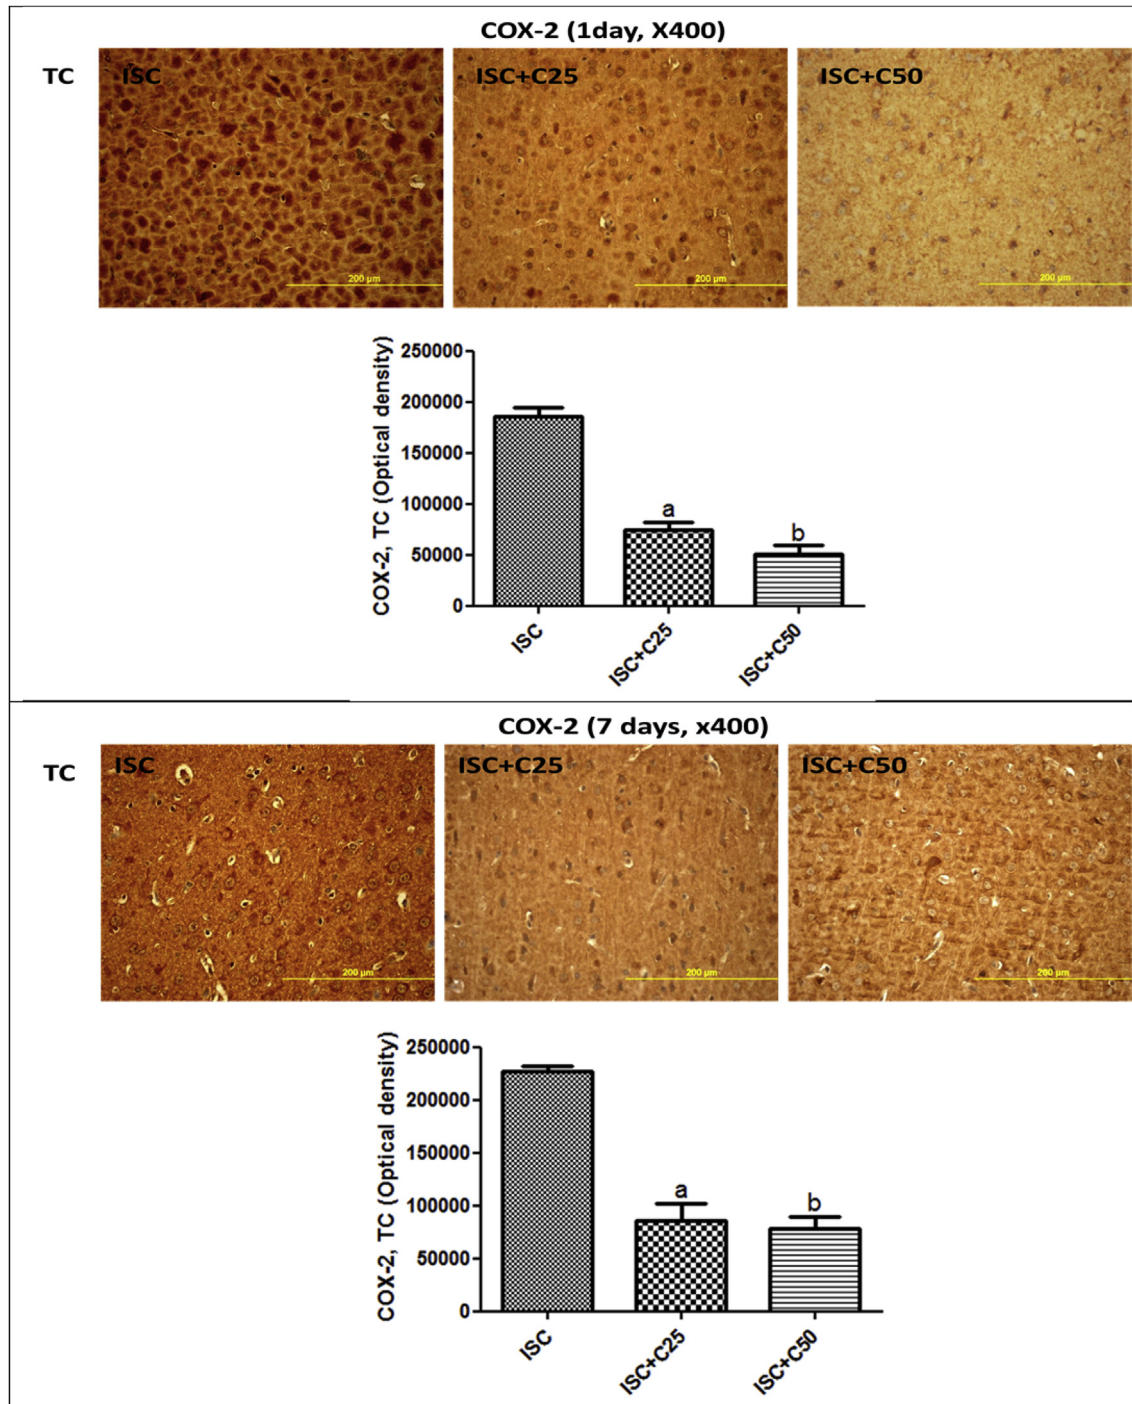 COX-2 (1day, X400)
TC
ISC
ISC+C25
ISC+C50
200 µm
200 µm
200 µm
COX-2, TC (Optical density)
250000
200000
150000
100000
50000
0
a
b
ISC
ISC+C25
ISC+C50
COX-2 (7 days, x400)
TC
ISC
ISC+C25
ISC+C50
200 µm
200 µm
200 µm
COX-2, TC (Optical density)
250000
200000
150000
100000
50000
0
a
b
ISC
ISC+C25
ISC+C50